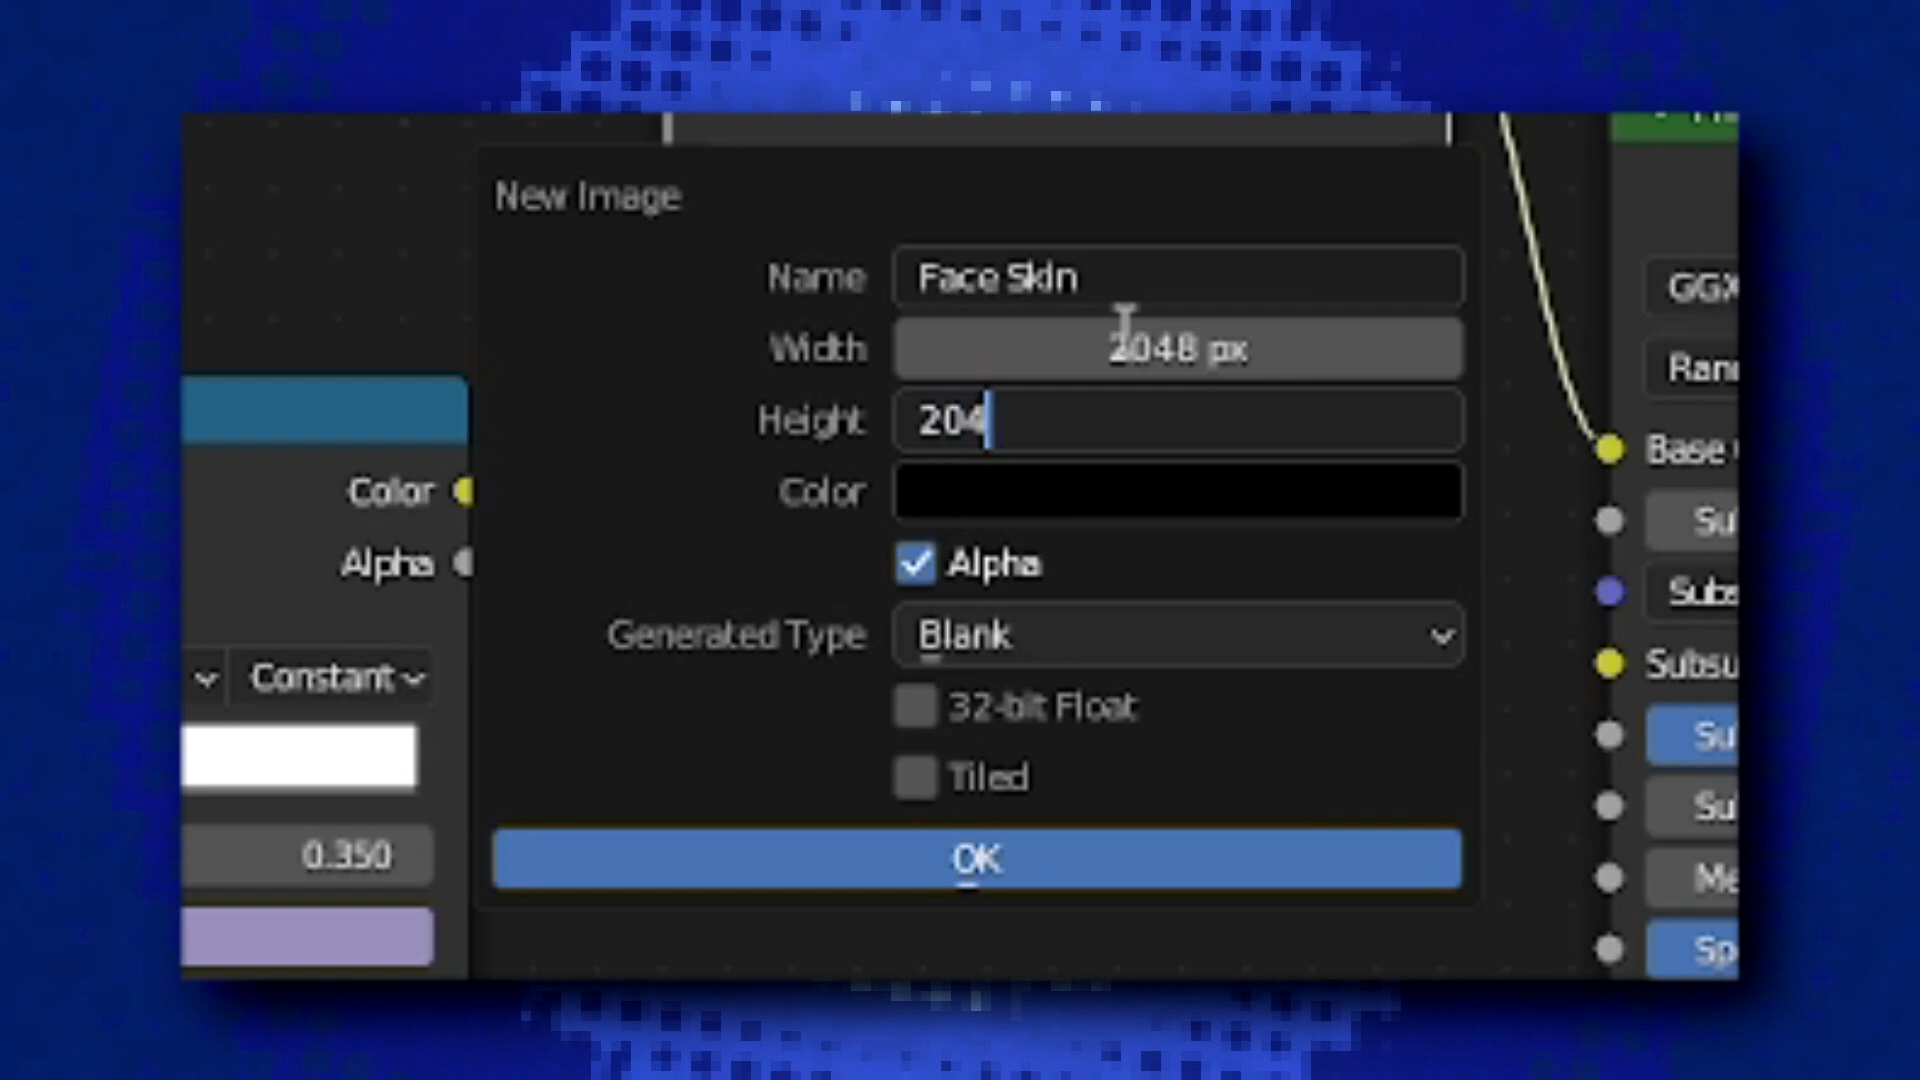 New Image
Name Face Skin
Width 2048 px
Height 204
Color
Alpha
Generated Type Blank
32-bit Float
Tiled
OK
Color
Alpha
Constant
0.350
GGX
Base